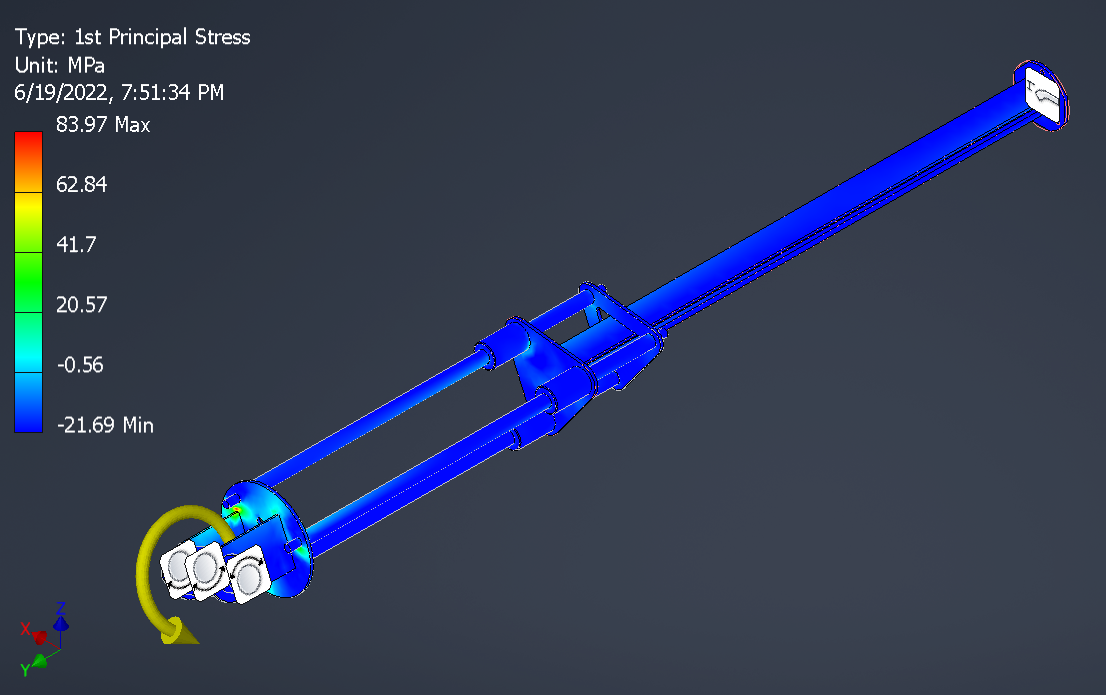 Type: 1st Principal Stress
Unit: MPa
6/19/2022, 7:51:34 PM
83.97 Max
62.84
41.7
20.57
-0.56
-21.69 Min
Z
X
Y